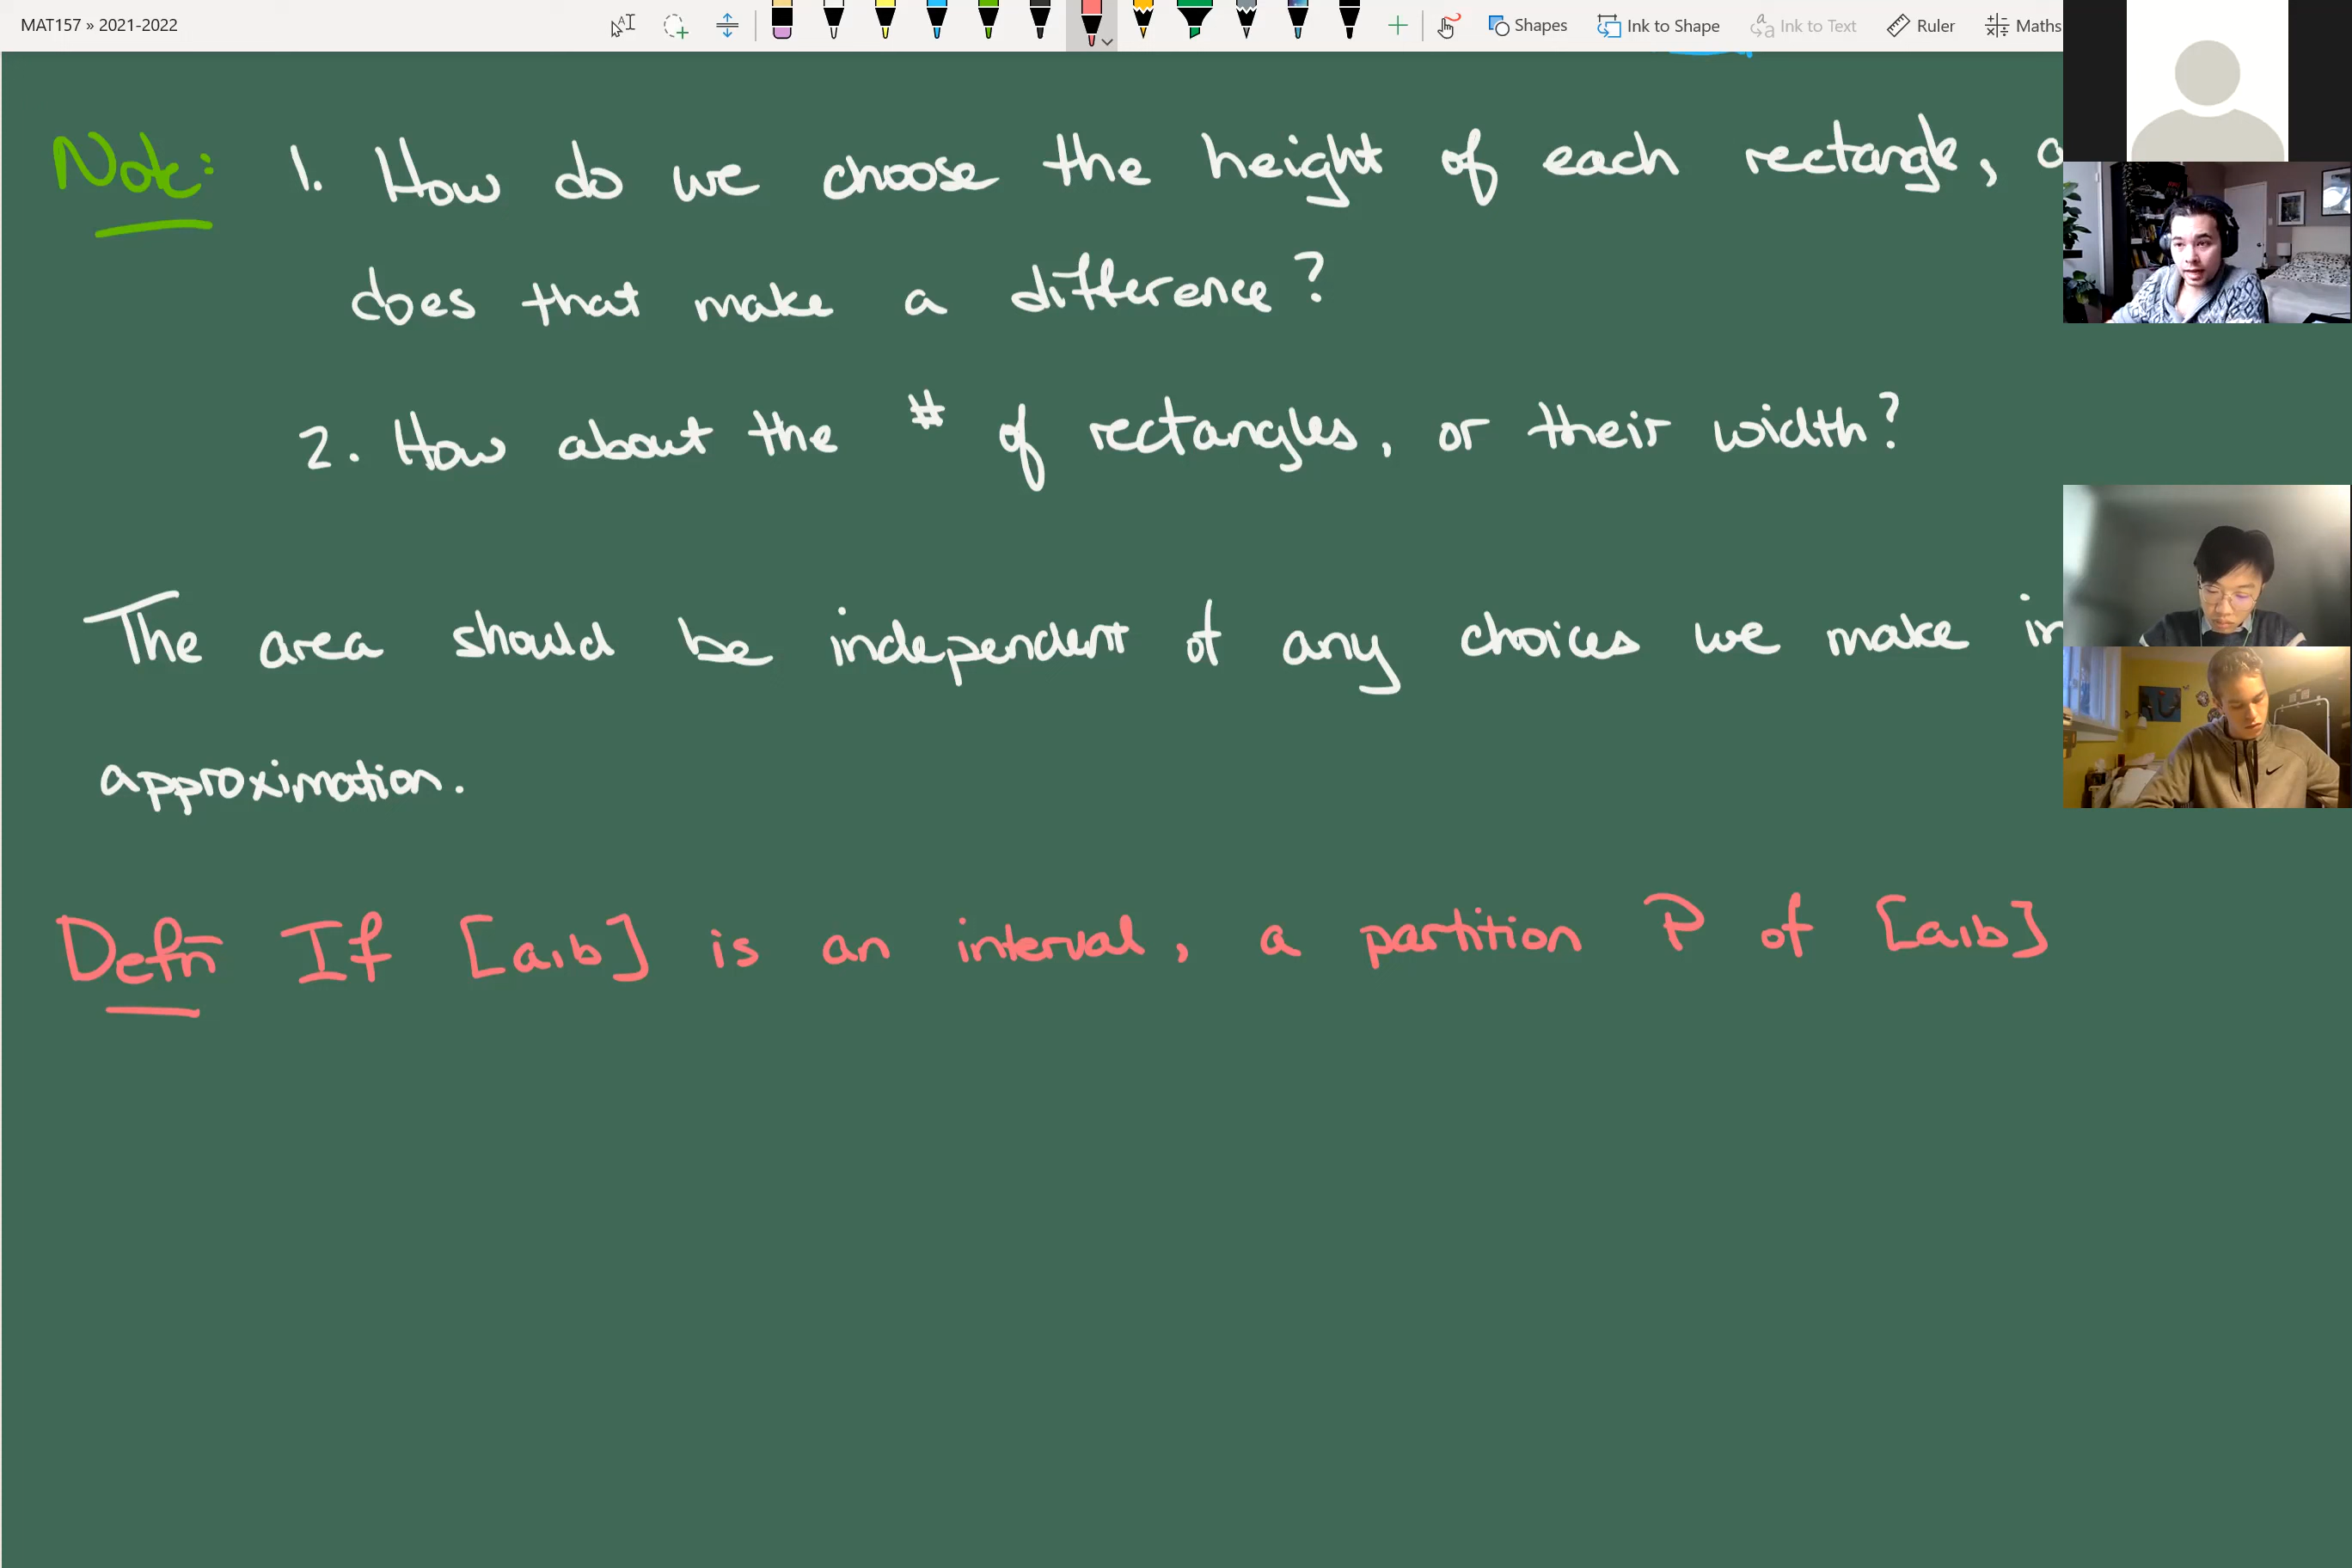 MAT157 » 2021-2022
Shapes Ink to Shape Ink to Text Ruler Maths
Note: 1. How do we choose the height of each rectangle,
does that make a difference?
2. How about the # of rectangles, or their width?
The area should be independent of any choices we make in
approximation.
Defn If [a,b] is an interval, a partition P of [a,b]